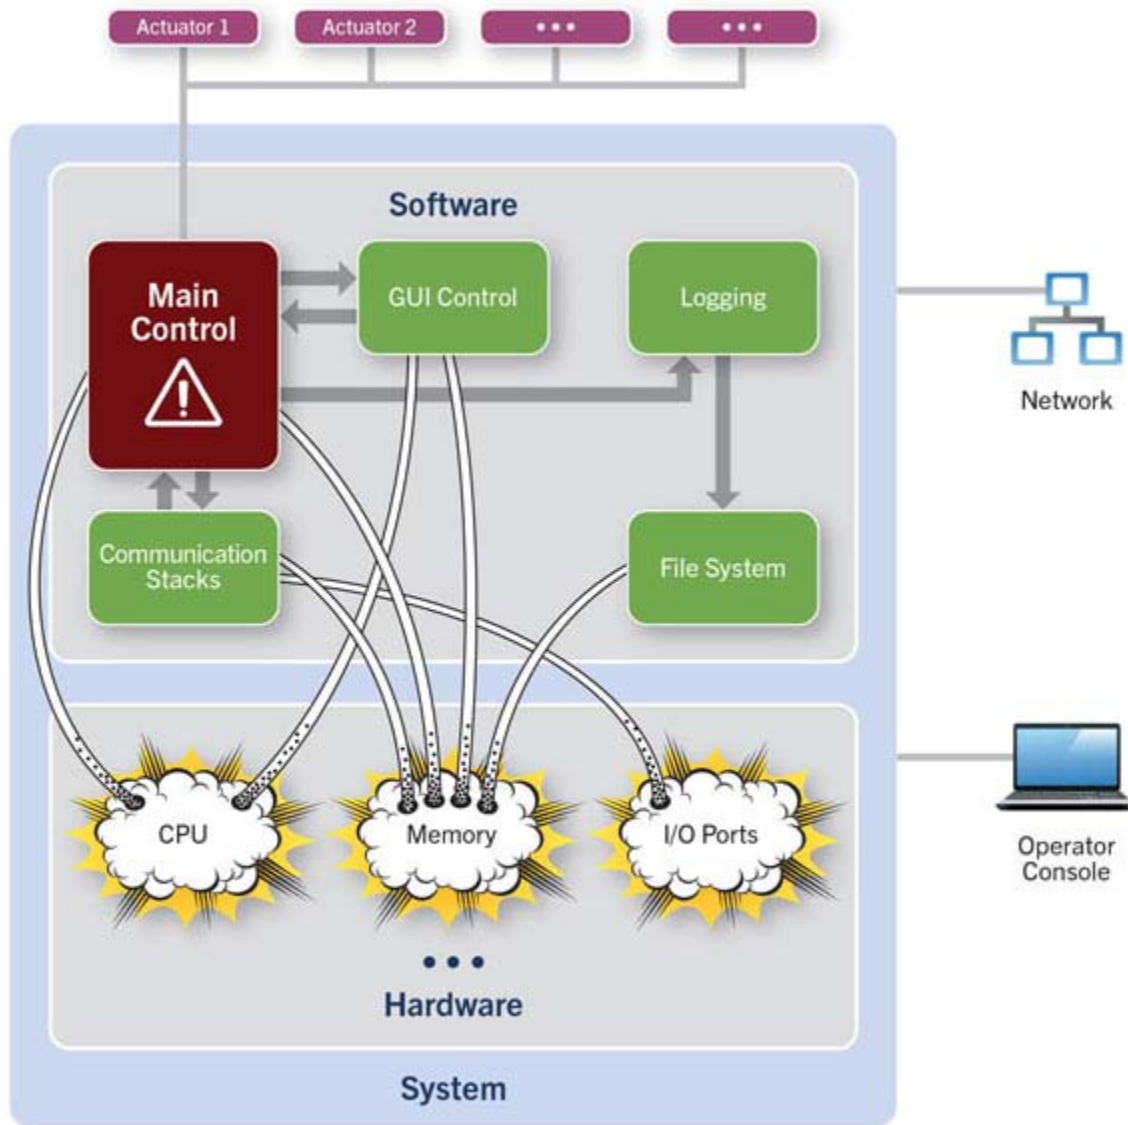 Actuator 1
Actuator 2
•••
•••
Software
Main
Control
GUI Control
Logging
Network
Communication
Stacks
File System
CPU
Memory
I/O Ports
Operator
Console
•••
Hardware
System